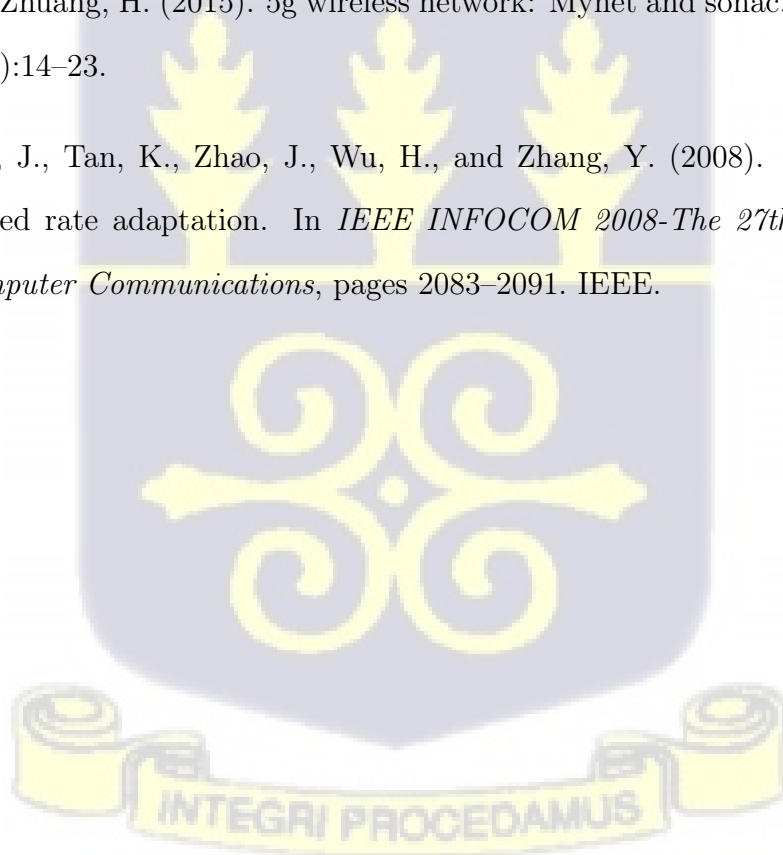 Zhuang, H. (2015). 5g wireless network: Mynet and sonac.
):14–23.
, J., Tan, K., Zhao, J., Wu, H., and Zhang, Y. (2008).
ed rate adaptation. In IEEE INFOCOM 2008-The 27th
nputer Communications, pages 2083–2091. IEEE.
INTEGRI PROCEDAMUS